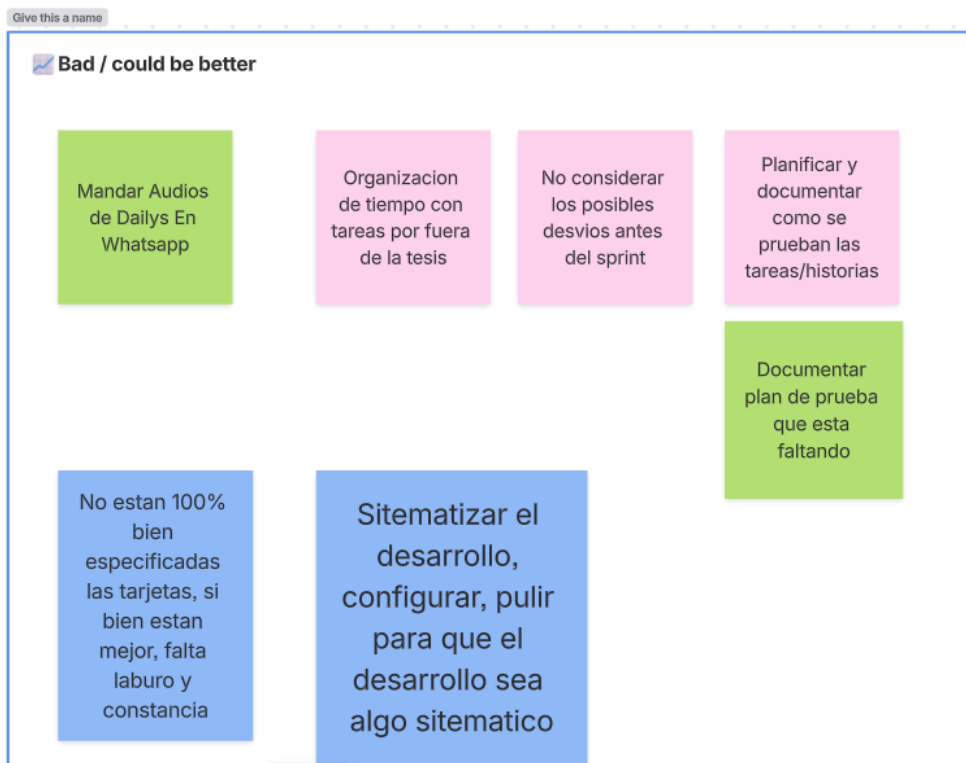 Give this a name
Bad / could be better
Mandar Audios
de Dailys En
Whatsapp
Organizacion
de tiempo con
tareas por fuera
de la tesis
No considerar
los posibles
desvios antes
del sprint
Planificar y
documentar
como se
prueban las
tareas/historias
Documentar
plan de prueba
que esta
faltando
No estan 100%
bien
especificadas
las tarjetas, si
bien estan
mejor, falta
laburo y
constancia
Sitematizar el
desarrollo,
configurar, pulir
para que el
desarrollo sea
algo sitematico